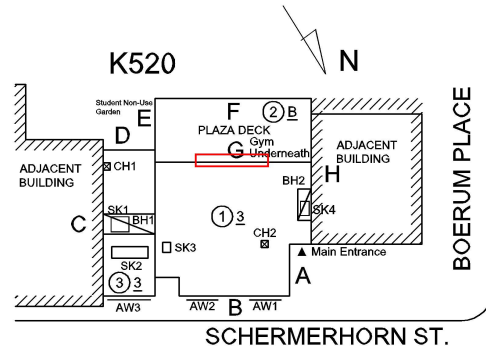 K520
N
Student Non-Use
Garden
E
F
2 B
PLAZA DECK
D
G
Gym
Underneath
ADJACENT
BUILDING
CH1
ADJACENT
BUILDING
BH2
H
SK1
BH1
SK4
C
1 3
SK3
CH2
Main Entrance
SK2
A
3 3
AW3
AW2
B
AW1
BOERUM PLACE
SCHERMERHORN ST.